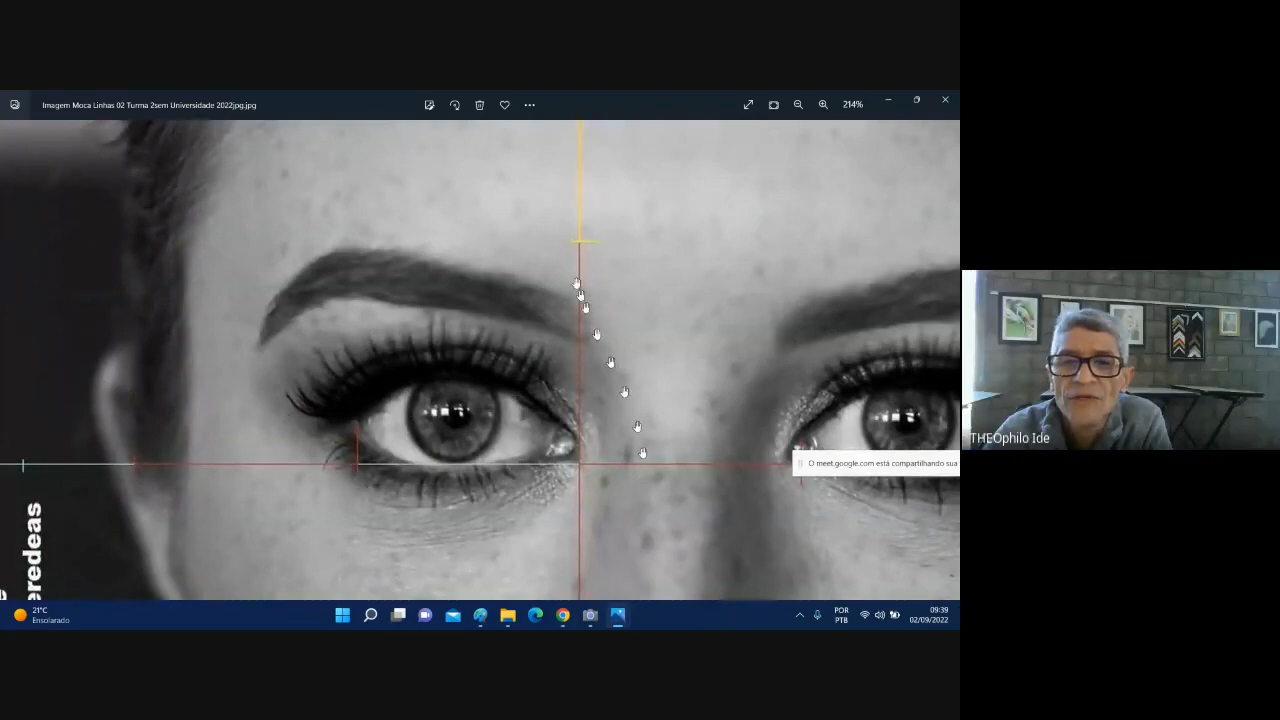 Imagem Moca Linhas 02 Turma 2sem Universidade 2022jpg.jpg
214%
O meet.google.com está compartilhando sua
THEOphilo Ide
eredeas
21°C
Ensolarado
POR
PTB
09:39
02/09/2022